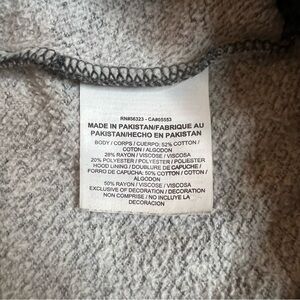 RN#56323 - CA#05553
MADE IN PAKISTAN/FABRIQUE AU
PAKISTAN/HECHO EN PAKISTAN
BODY / CORPS / CUERPO: 52% COTTON /
COTON / ALGODON
28% RAYON / VISCOSE / VISCOSA
20% POLYESTER / POLYESTER / POLIESTER
HOOD LINING / DOUBLURE DE CAPUCHE /
FORRO DE CAPUCHA: 50% COTTON / COTON
/ ALGODON
50% RAYON / VISCOSE / VISCOSA
EXCLUSIVE OF DECORATION / DECORATION
NON COMPRISE / NO INCLUYE LA
DECORACION